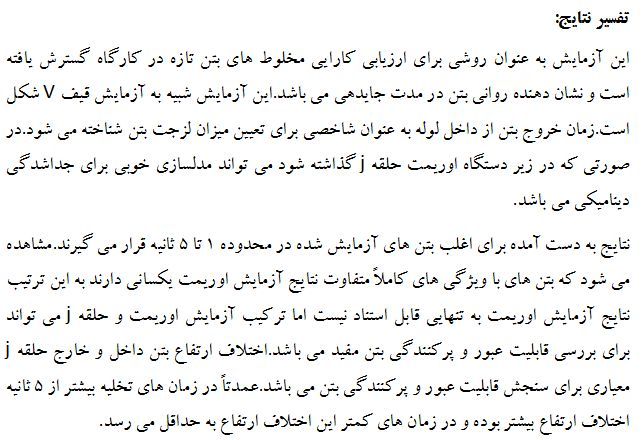 تفسیر نتایج:
این آزمایش به عنوان روشی برای ارزیابی کارایی مخلوط های بتن تازه در کارگاه گسترش یافته
است و نشان دهنده روانی بتن در مدت جایدهی می باشد.این آزمایش شبیه به آزمایش قیف V شکل
است.زمان خروج بتن از داخل لوله به عنوان شاخصی برای تعیین میزان لزجت بتن شناخته می شود.در
صورتی که در زیر دستگاه اوریمت حلقه j گذاشته شود می تواند مدلسازی خوبی برای جداشدگی
دینامیکی می باشد.
نتایج به دست آمده برای اغلب بتن های آزمایش شده در محدوده ۱ تا ۵ ثانیه قرار می گیرند.مشاهده
می شود که بتن های با ویژگی های کاملاً متفاوت نتایج آزمایش اوریمت یکسانی دارند به این ترتیب
نتایج آزمایش اوریمت به تنهایی قابل استناد نیست اما ترکیب آزمایش اوریمت و حلقه j می تواند
برای بررسی قابلیت عبور و پرکنندگی بتن مفید می باشد.اختلاف ارتفاع بتن داخل و خارج حلقه j
معیاری برای سنجش قابلیت عبور و پرکنندگی بتن می باشد.عمدتاً در زمان های تخلیه بیشتر از ۵ ثانیه
اختلاف ارتفاع بیشتر بوده و در زمان های کمتر این اختلاف ارتفاع به حداقل می رسد.